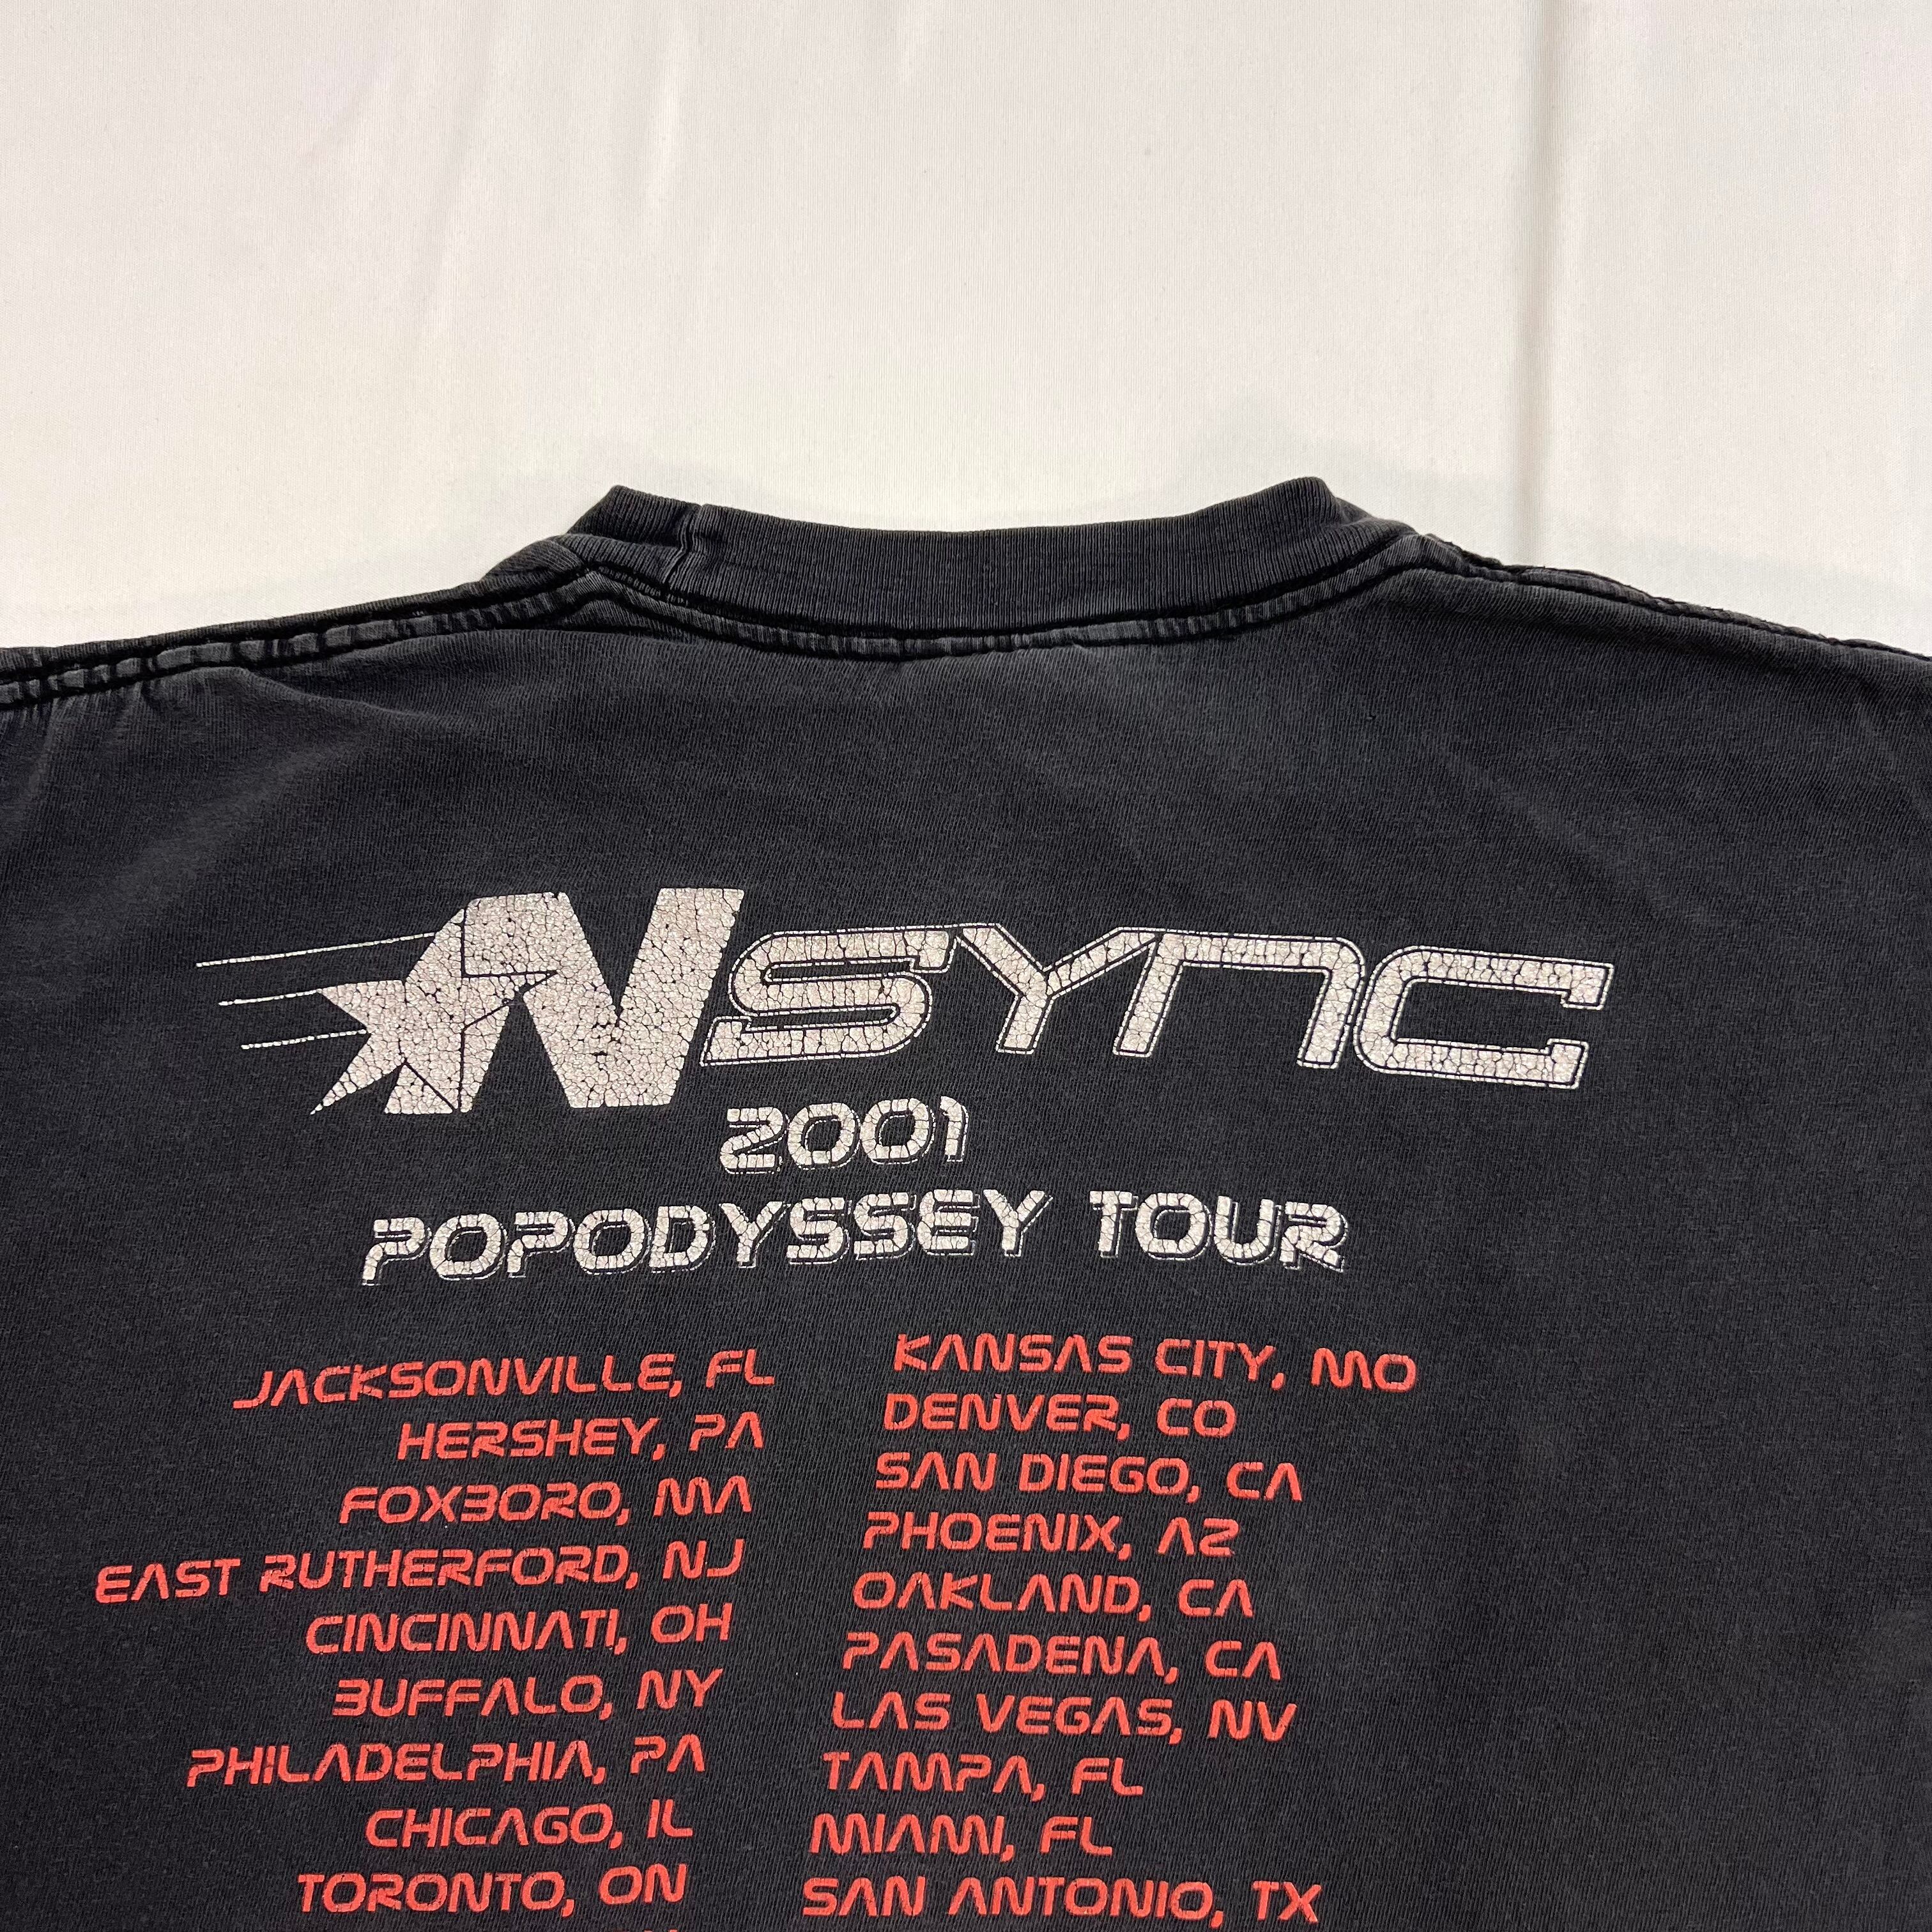 NSYNC
2001
POPODYSSEY TOUR
JACKSONVILLE, FL
HERSHEY, PA
FOXBORO, MA
EAST RUTHERFORD, NJ
CINCINNATI, OH
BUFFALO, NY
PHILADELPHIA, PA
CHICAGO, IL
TORONTO, ON
KANSAS CITY, MO
DENVER, CO
SAN DIEGO, CA
PHOENIX, AZ
OAKLAND, CA
PASADENA, CA
LAS VEGAS, NV
TAMPA, FL
MIAMI, FL
SAN ANTONIO, TX